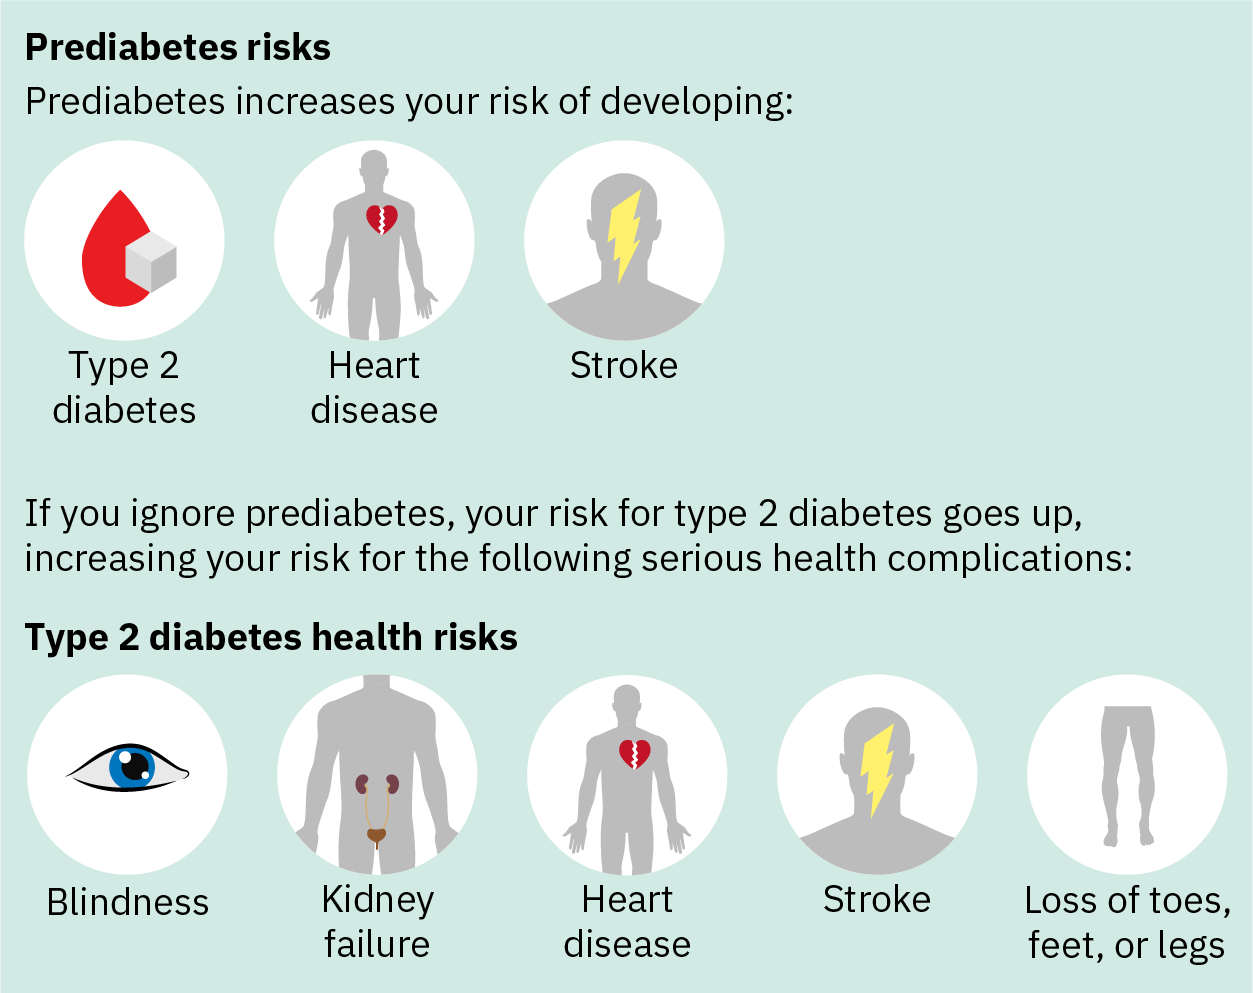 Prediabetes risks
Prediabetes increases your risk of developing:
Type 2
diabetes
Heart
disease
Stroke
If you ignore prediabetes, your risk for type 2 diabetes goes up,
increasing your risk for the following serious health complications:
Type 2 diabetes health risks
Blindness
Kidney
failure
Heart
disease
Stroke
Loss of toes,
feet, or legs